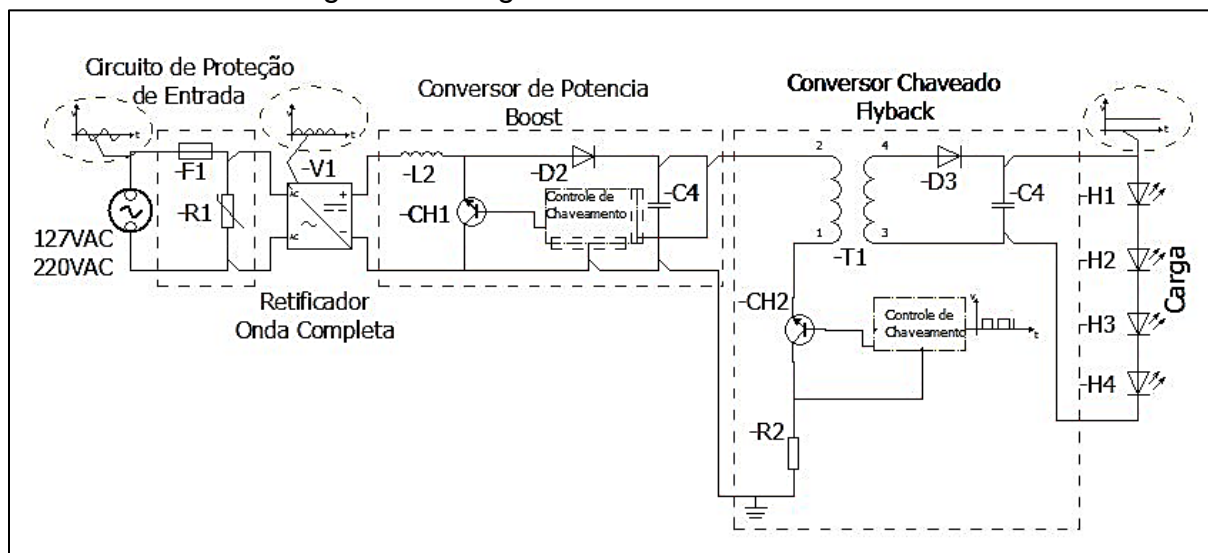 Circuito de Proteção
de Entrada
Conversor de Potencia
Boost
Conversor Chaveado
Flyback
v
t
v
t
v
t
-F1
-R1
127VAC
220VAC
-V1
AC
AC
+
-
Retificador
Onda Completa
-L2
-CH1
-D2
Controle de
Chaveamento
-C4
2
4
1
3
-T1
-D3
-C4
-CH2
Controle de
Chaveamento
v
t
-R2
-H1
-H2
-H3
-H4
Carga